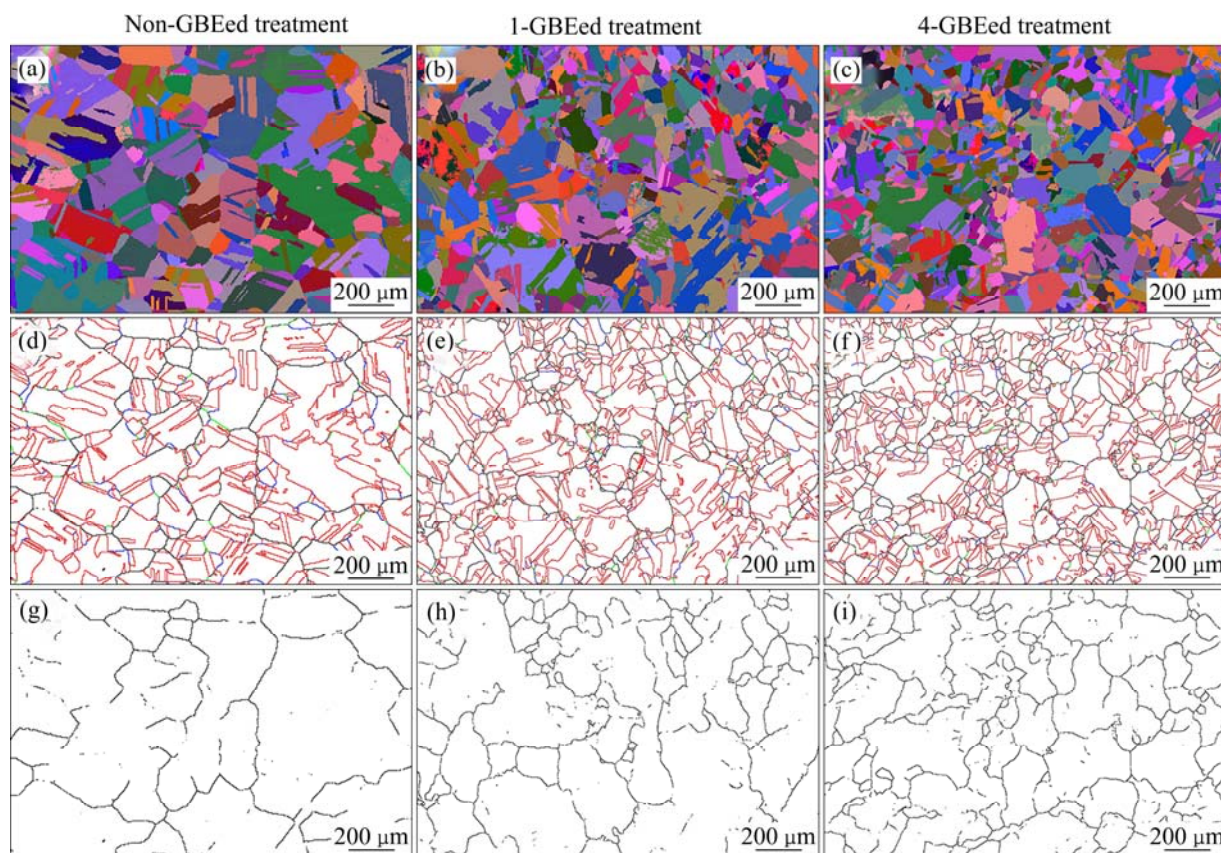 Non-GBEed treatment
1-GBEed treatment
4-GBEed treatment
(a)
(b)
(c)
200 μm
200 μm
200 μm
(d)
(e)
(f)
200 μm
200 μm
200 μm
(g)
(h)
(i)
200 μm
200 μm
200 μm